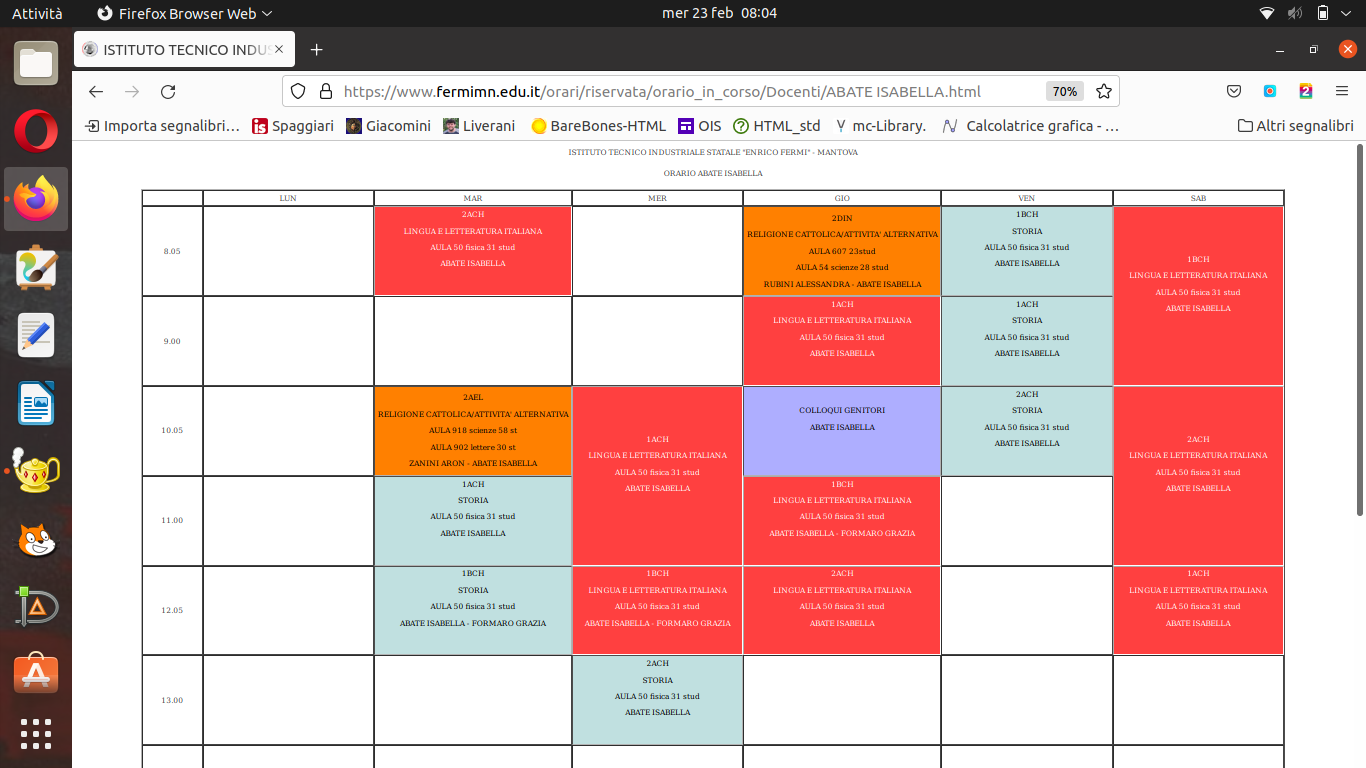 Attività
Firefox Browser Web
mer 23 feb 08:04
ISTITUTO TECNICO INDUS
https://www.fermimn.edu.it/orari/riservata/orario_in_corso/Docenti/ABATE ISABELLA.html
70%
Importa segnalibri…
Spaggiari
Giacomini
Liverani
BareBones-HTML
OIS
HTML_std
mc-Library.
Calcolatrice grafica - …
Altri segnalibri
ISTITUTO TECNICO INDUSTRIALE STATALE "ENRICO FERMI" - MANTOVA
ORARIO ABATE ISABELLA
LUN MAR MER GIO VEN SAB
8.05
2ACH
LINGUA E LETTERATURA ITALIANA
AULA 50 fisica 31 stud
ABATE ISABELLA
2DIN
RELIGIONE CATTOLICA/ATTIVITA' ALTERNATIVA
AULA 607 23stud
AULA 54 scienze 28 stud
RUBINI ALESSANDRA - ABATE ISABELLA
1BCH
STORIA
AULA 50 fisica 31 stud
ABATE ISABELLA
1BCH
LINGUA E LETTERATURA ITALIANA
AULA 50 fisica 31 stud
ABATE ISABELLA
9.00
1ACH
LINGUA E LETTERATURA ITALIANA
AULA 50 fisica 31 stud
ABATE ISABELLA
1ACH
STORIA
AULA 50 fisica 31 stud
ABATE ISABELLA
10.05
2AEL
RELIGIONE CATTOLICA/ATTIVITA' ALTERNATIVA
AULA 918 scienze 58 st
AULA 902 lettere 30 st
ZANINI ARON - ABATE ISABELLA
1ACH
LINGUA E LETTERATURA ITALIANA
AULA 50 fisica 31 stud
ABATE ISABELLA
COLLOQUI GENITORI
ABATE ISABELLA
2ACH
STORIA
AULA 50 fisica 31 stud
ABATE ISABELLA
2ACH
LINGUA E LETTERATURA ITALIANA
AULA 50 fisica 31 stud
ABATE ISABELLA
11.00
1ACH
STORIA
AULA 50 fisica 31 stud
ABATE ISABELLA
1BCH
LINGUA E LETTERATURA ITALIANA
AULA 50 fisica 31 stud
ABATE ISABELLA - FORMARO GRAZIA
12.05
1BCH
STORIA
AULA 50 fisica 31 stud
ABATE ISABELLA - FORMARO GRAZIA
1BCH
LINGUA E LETTERATURA ITALIANA
AULA 50 fisica 31 stud
ABATE ISABELLA - FORMARO GRAZIA
2ACH
LINGUA E LETTERATURA ITALIANA
AULA 50 fisica 31 stud
ABATE ISABELLA
1ACH
LINGUA E LETTERATURA ITALIANA
AULA 50 fisica 31 stud
ABATE ISABELLA
13.00
2ACH
STORIA
AULA 50 fisica 31 stud
ABATE ISABELLA